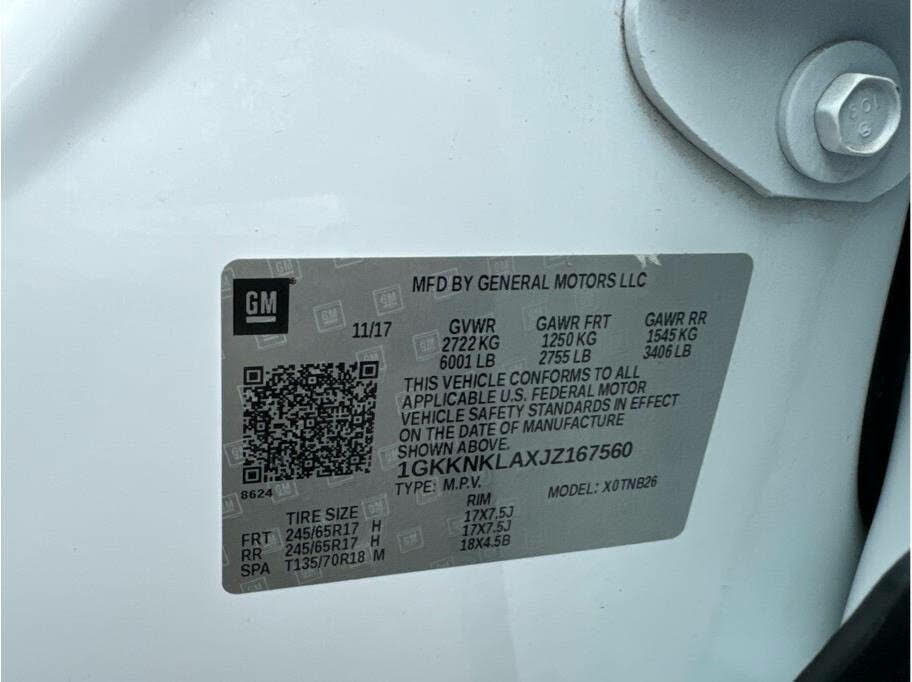 GM
MFD BY GENERAL MOTORS LLC
11/17 GVWR GAWR FRT GAWR RR
2722 KG 1250 KG 1545 KG
6001 LB 2755 LB 3406 LB
THIS VEHICLE CONFORMS TO ALL
APPLICABLE U.S. FEDERAL MOTOR
VEHICLE SAFETY STANDARDS IN EFFECT
ON THE DATE OF MANUFACTURE
SHOWN ABOVE.
1GKKNKLAXJZ167560
8624
TYPE: M.P.V. MODEL: X0TNB26
TIRE SIZE RIM
FRT 245/65R17 H 17X7.5J
RR 245/65R17 H 17X7.5J
SPA T135/70R18 M 18X4.5B